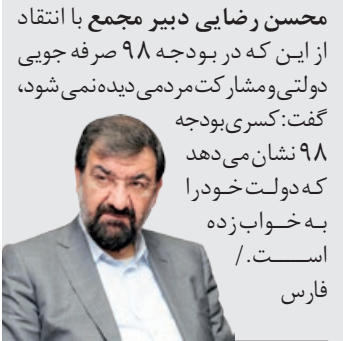 محسن رضایی دبیر مجمع با انتقاد
از این که در بودجه ۹۸ صرفه جویی
دولتی و مشارکت مردمی دیده نمی شود،
گفت: کسری بودجه
۹۸ نشان می دهد
که دولت خود را
به خواب زده
است. /
فارس